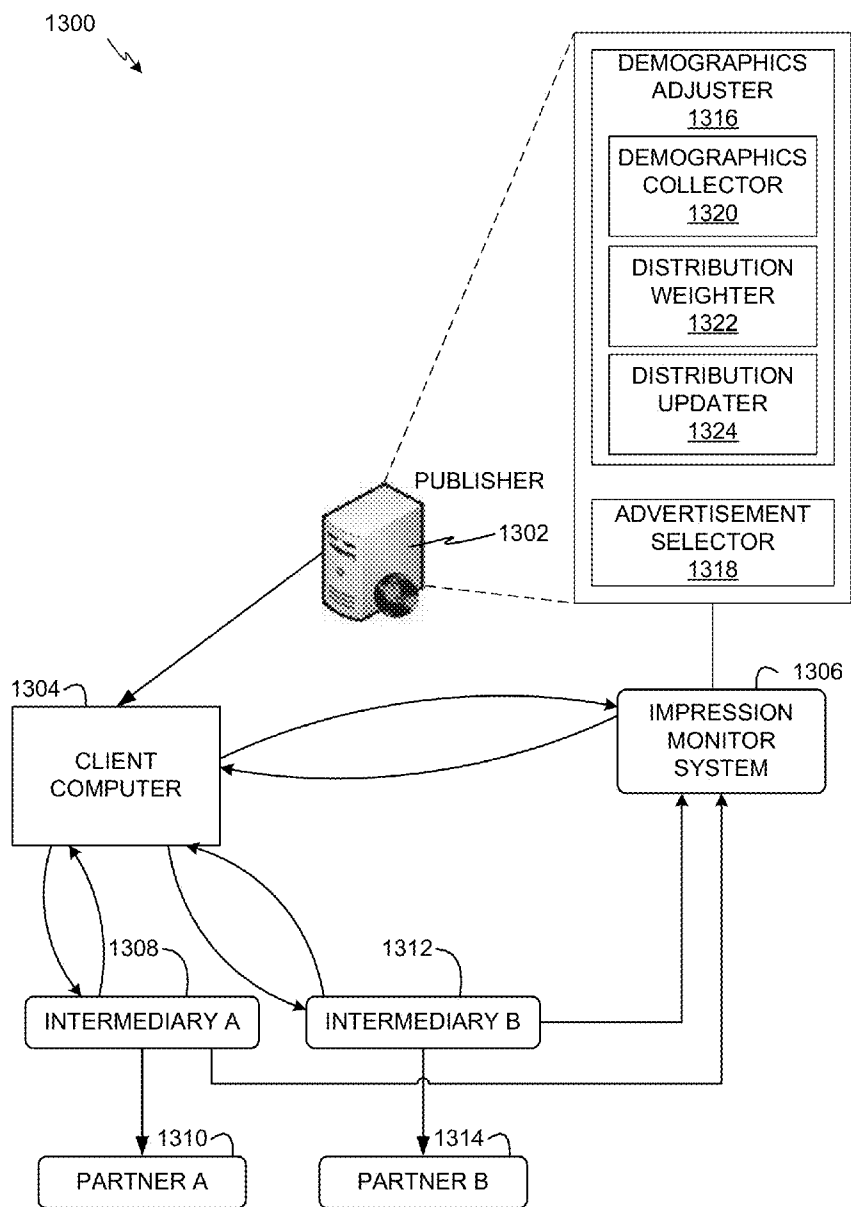 1300
DEMOGRAPHICS
ADJUSTER
1316
DEMOGRAPHICS
COLLECTOR
1320
DISTRIBUTION
WEIGHTER
1322
DISTRIBUTION
UPDATER
1324
PUBLISHER
1302
ADVERTISEMENT
SELECTOR
1318
1304
CLIENT
COMPUTER
1306
IMPRESSION
MONITOR
SYSTEM
1308
INTERMEDIARY A
1312
INTERMEDIARY B
1310
PARTNER A
1314
PARTNER B